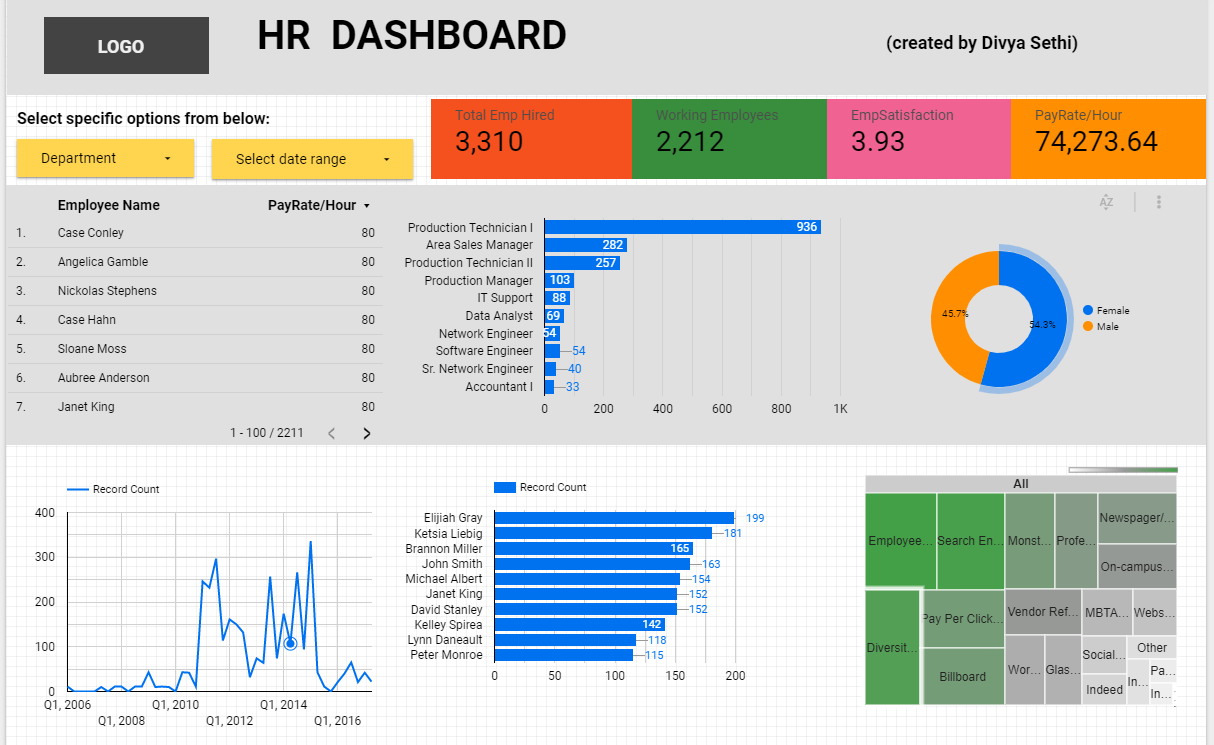 LOGO
HR DASHBOARD
(created by Divya Sethi)
Select specific options from below:
Department
Select date range
Total Emp Hired
3,310
Working Employees
2,212
EmpSatisfaction
3.93
PayRate/Hour
74,273.64
Employee Name PayRate/Hour
1. Case Conley 80
2. Angelica Gamble 80
3. Nickolas Stephens 80
4. Case Hahn 80
5. Sloane Moss 80
6. Aubree Anderson 80
7. Janet King 80
1 - 100 / 2211
Production Technician I 936
Area Sales Manager 282
Production Technician II 257
Production Manager 103
IT Support 88
Data Analyst 69
Network Engineer 54
Software Engineer 54
Sr. Network Engineer 40
Accountant I 33
0 200 400 600 800 1K
AZ
45.7%
54.3%
Female
Male
Record Count
400
300
200
100
0
Q1, 2006 Q1, 2010 Q1, 2014
Q1, 2008 Q1, 2012 Q1, 2016
Record Count
Elijiah Gray 199
Ketsia Liebig 181
Brannon Miller 165
John Smith 163
Michael Albert 154
Janet King 152
David Stanley 152
Kelley Spirea 142
Lynn Daneault 118
Peter Monroe 115
0 50 100 150 200
All
Employee...
Search En...
Monst...
Profe...
Newspager/...
On-campus...
Diversit...
Pay Per Click...
Billboard
Vendor Ref...
MBTA...
Webs...
Wor...
Glas...
Social...
Indeed
Other
In...
Pa...
In...